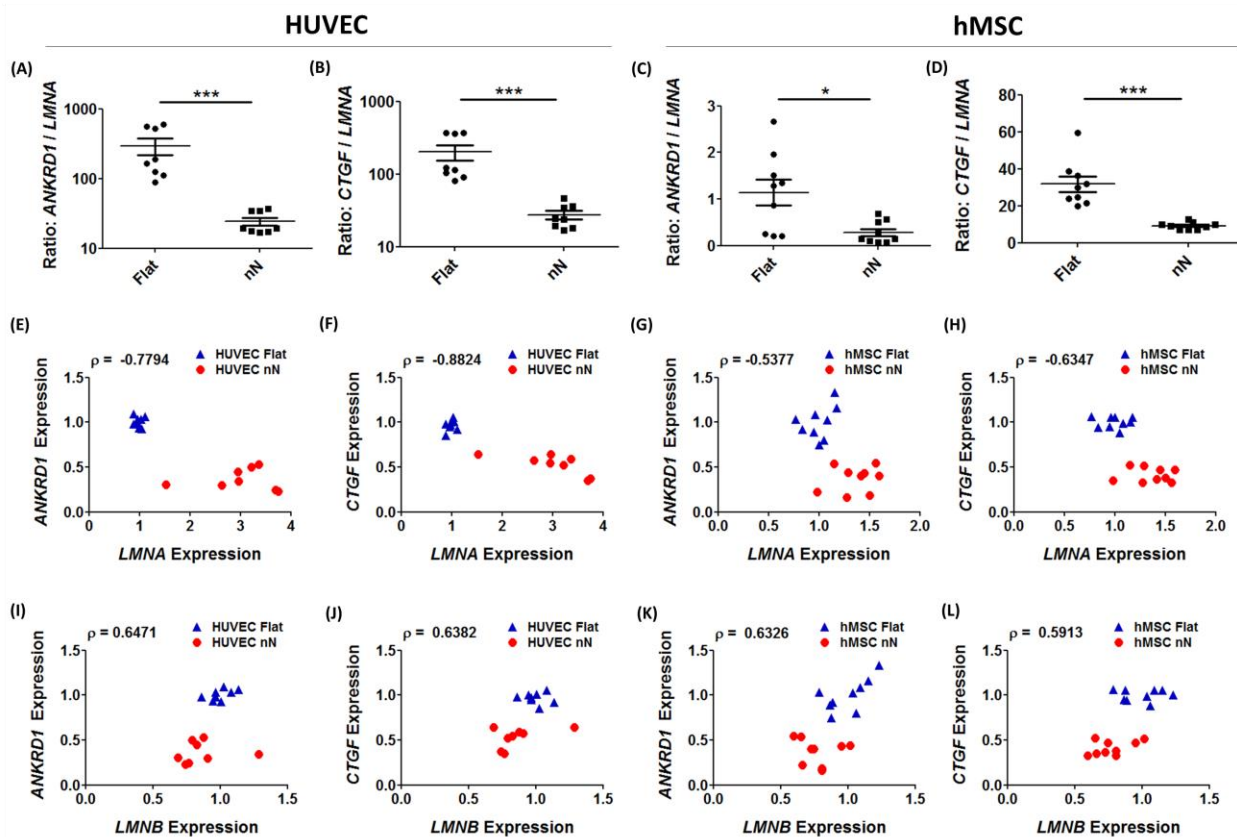 HUVEC
hMSC
(A)
Ratio: ANKRD1 / LMNA
1000
100
10
***
Flat
nN
(B)
Ratio: CTGF / LMNA
1000
100
10
***
Flat
nN
(C)
Ratio: ANKRD1 / LMNA
3
2
1
0
*
Flat
nN
(D)
Ratio: CTGF / LMNA
80
60
40
20
0
***
Flat
nN
(E)
ρ = -0.7794
HUVEC Flat
HUVEC nN
ANKRD1 Expression
1.5
1.0
0.5
0.0
0 1 2 3 4
LMNA Expression
(F)
ρ = -0.8824
HUVEC Flat
HUVEC nN
CTGF Expression
1.5
1.0
0.5
0.0
0 1 2 3 4
LMNA Expression
(G)
ρ = -0.5377
hMSC Flat
hMSC nN
ANKRD1 Expression
1.5
1.0
0.5
0.0
0.0 0.5 1.0 1.5 2.0
LMNA Expression
(H)
ρ = -0.6347
hMSC Flat
hMSC nN
CTGF Expression
1.5
1.0
0.5
0.0
0.0 0.5 1.0 1.5 2.0
LMNA Expression
(I)
ρ = 0.6471
HUVEC Flat
HUVEC nN
ANKRD1 Expression
1.5
1.0
0.5
0.0
0.0 0.5 1.0 1.5
LMNB Expression
(J)
ρ = 0.6382
HUVEC Flat
HUVEC nN
CTGF Expression
1.5
1.0
0.5
0.0
0.0 0.5 1.0 1.5
LMNB Expression
(K)
ρ = 0.6326
hMSC Flat
hMSC nN
ANKRD1 Expression
1.5
1.0
0.5
0.0
0.0 0.5 1.0 1.5
LMNB Expression
(L)
ρ = 0.5913
hMSC Flat
hMSC nN
CTGF Expression
1.5
1.0
0.5
0.0
0.0 0.5 1.0 1.5
LMNB Expression